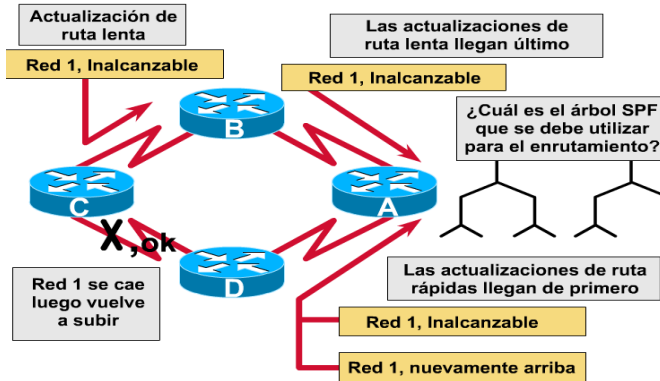 Actualización de
ruta lenta
Red 1, Inalcanzable
Las actualizaciones de
ruta lenta llegan último
Red 1, Inalcanzable
¿Cuál es el árbol SPF
que se debe utilizar
para el enrutamiento?
B
C
A
X,ok
D
Red 1 se cae
luego vuelve
a subir
Las actualizaciones de ruta
rápidas llegan de primero
Red 1, Inalcanzable
Red 1, nuevamente arriba